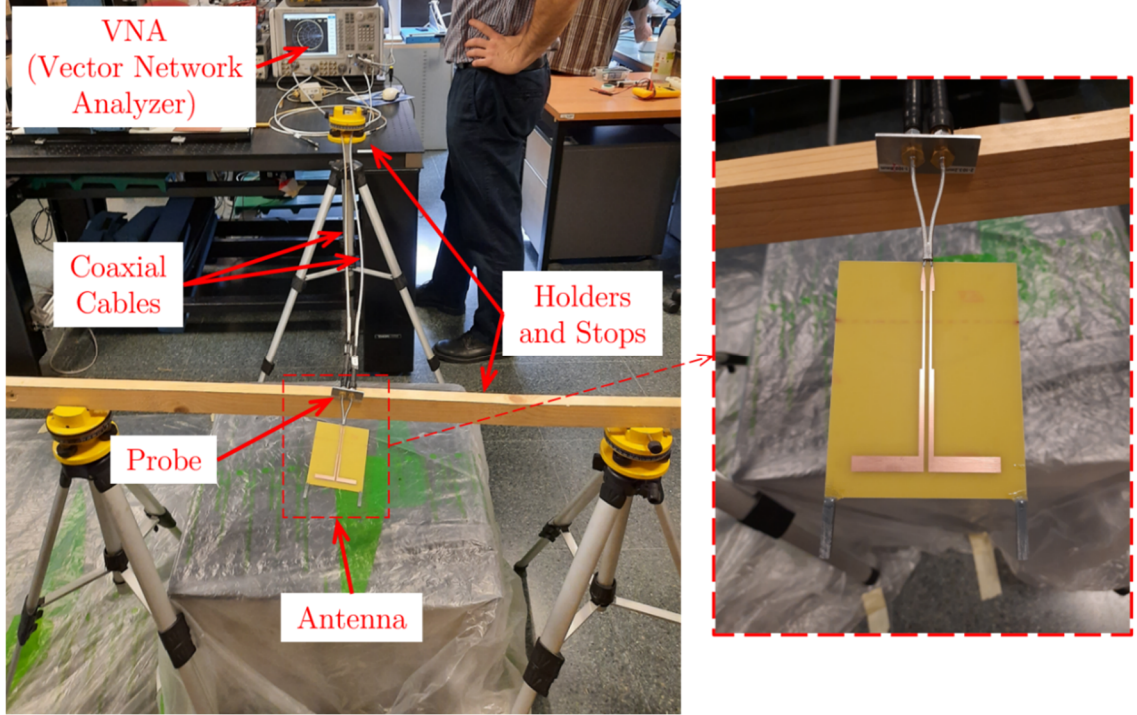 VNA
(Vector Network
Analyzer)
Coaxial
Cables
Holders
and Stops
Probe
Antenna